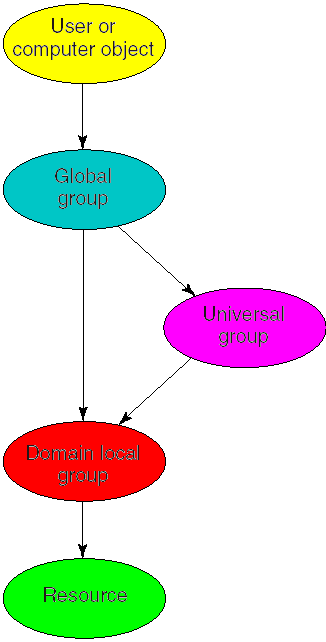 User or
computer object
Global
group
Universal
group
Domain local
group
Resource